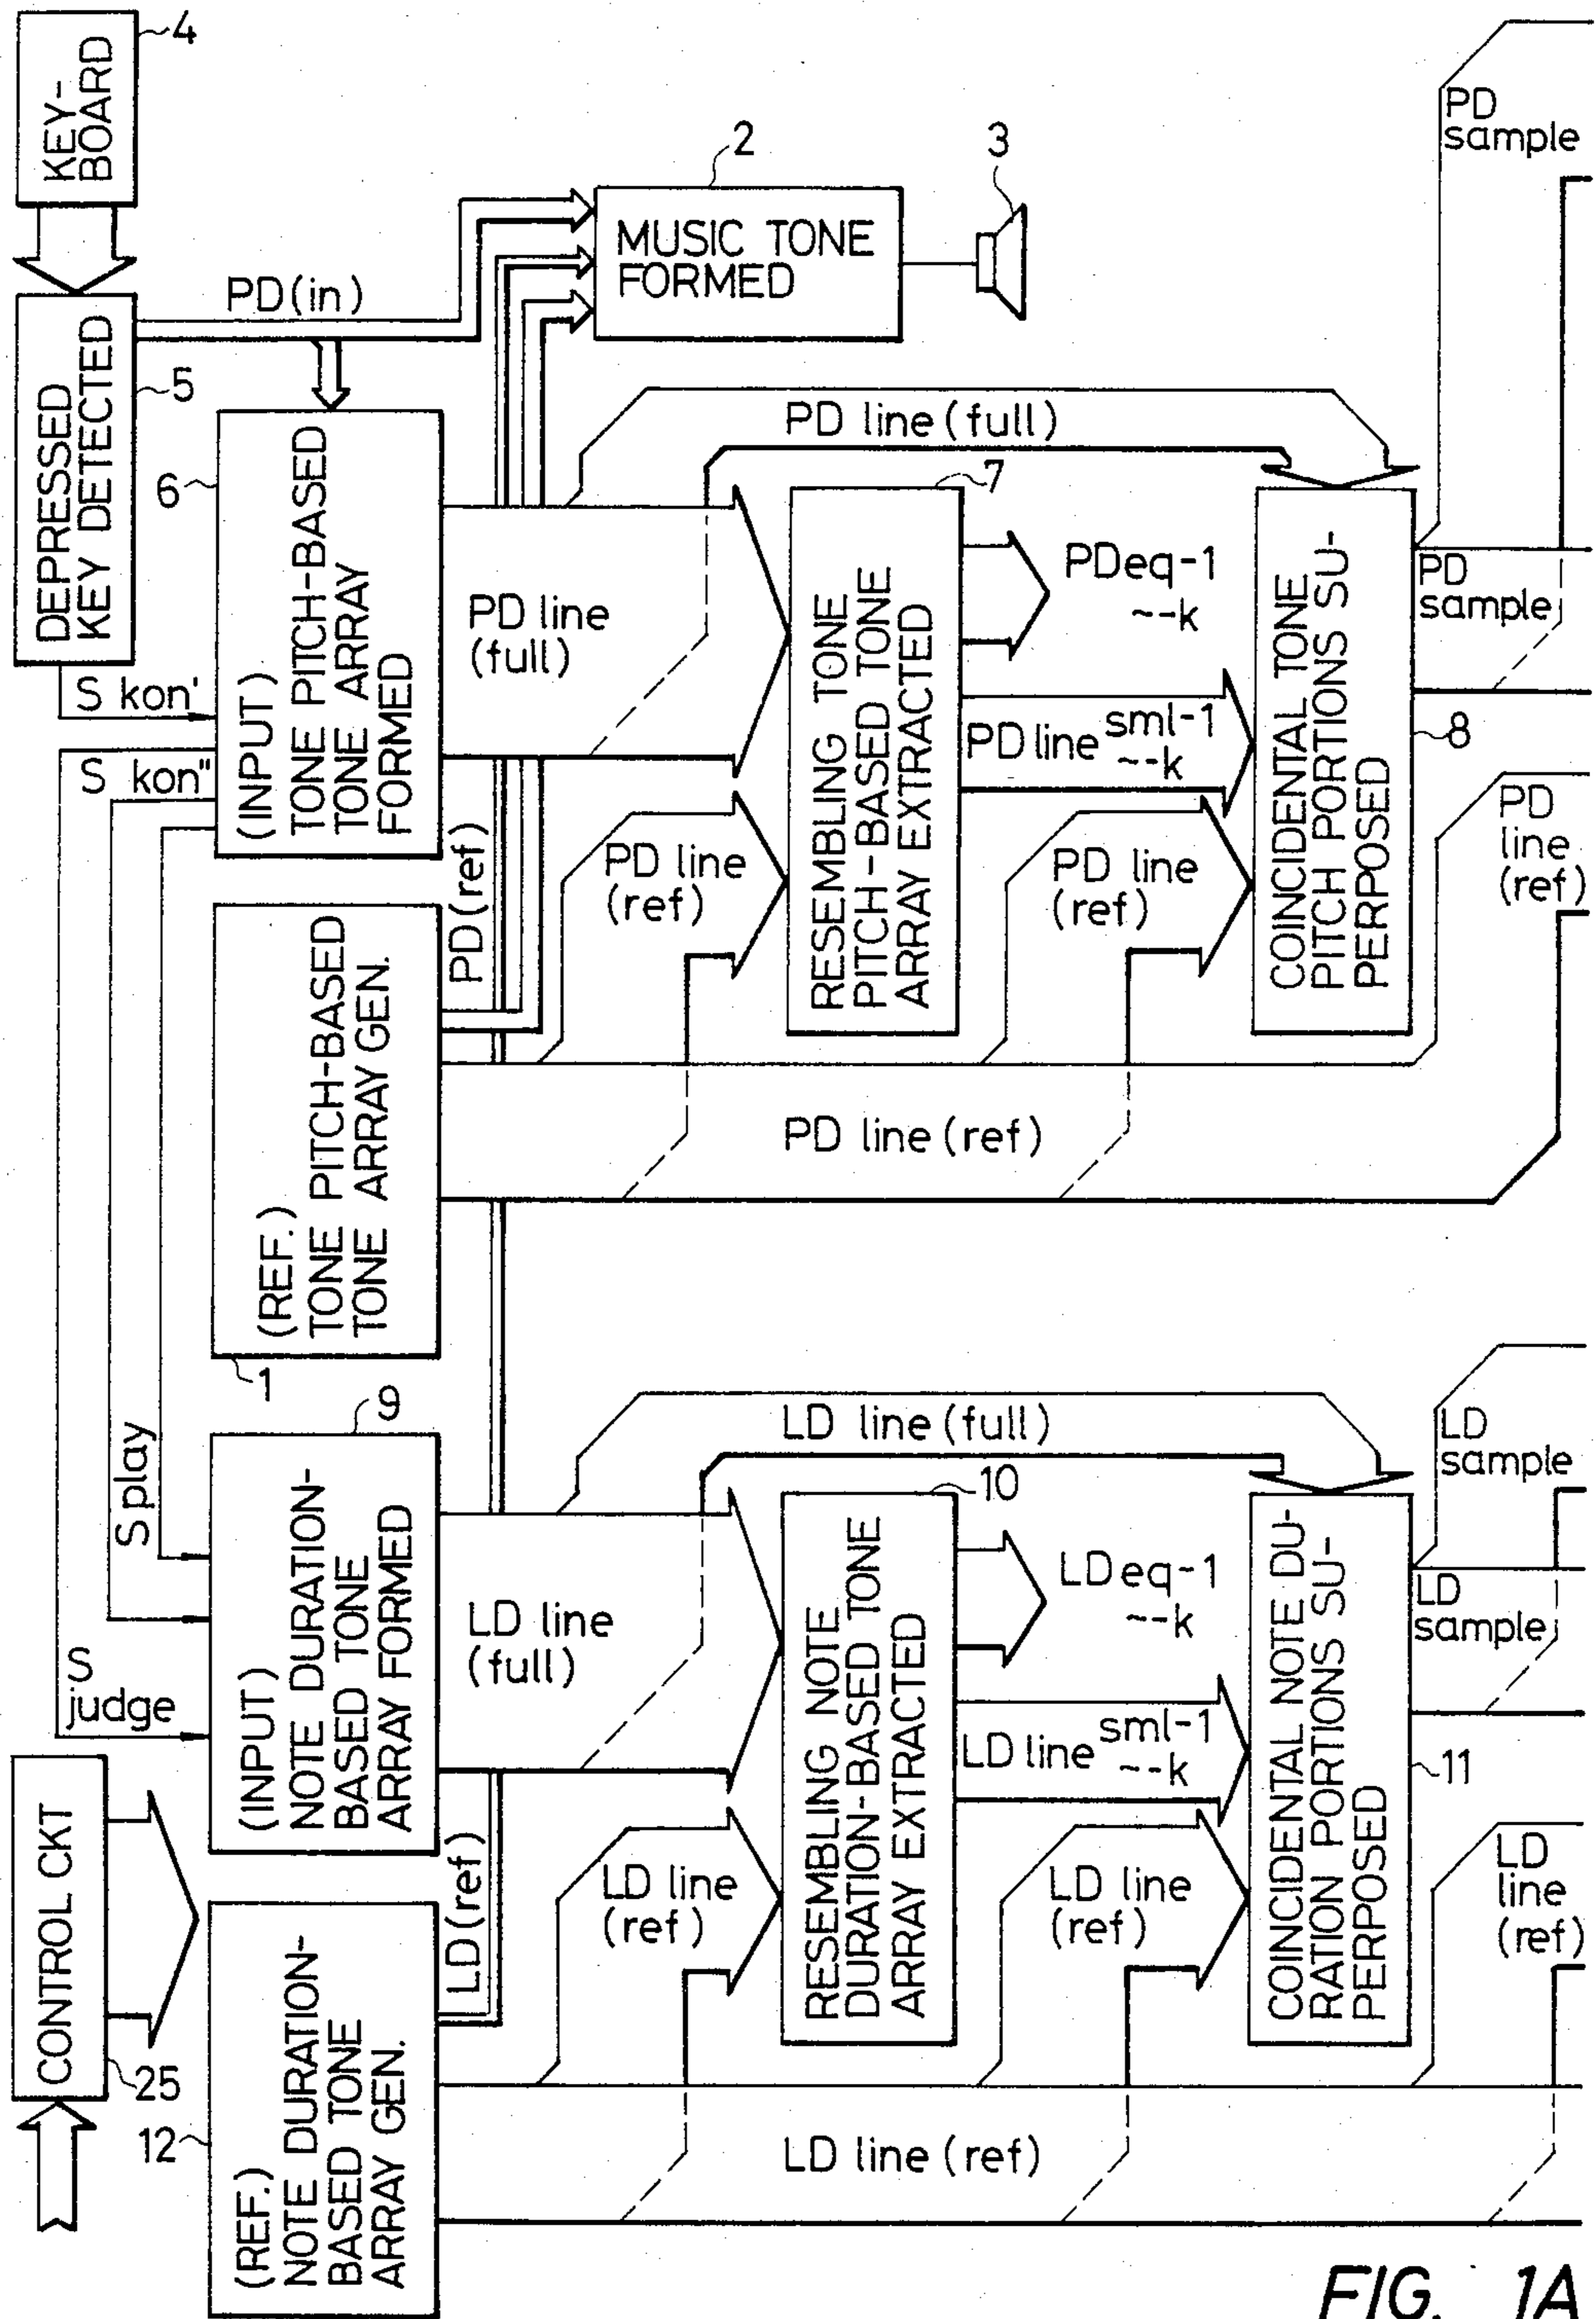 KEY-
BOARD
4
DEPRESSED
KEY DETECTED
5
PD(in)
MUSIC TONE
FORMED
2
3
S kon'
S kon"
(INPUT)
TONE PITCH-BASED
TONE ARRAY
FORMED
6
PD line (full)
PD line
(full)
RESEMBLING TONE
PITCH-BASED TONE
ARRAY EXTRACTED
7
PDeq-1
~-k
PD line sml-1
~-k
COINCIDENTAL TONE
PITCH PORTIONS SU-
PERPOSED
8
PD
sample
PD
sample
(REF.)
TONE PITCH-BASED
TONE ARRAY GEN.
1
PD(ref)
PD line
(ref)
PD line
(ref)
PD
line
(ref)
PD line (ref)
S play
S
judge
(INPUT)
NOTE DURATION-
BASED TONE
ARRAY FORMED
9
LD line (full)
LD line
(full)
RESEMBLING NOTE
DURATION-BASED TONE
ARRAY EXTRACTED
10
LDeq-1
~-k
LD line sml-1
~-k
COINCIDENTAL NOTE DU-
RATION PORTIONS SU-
PERPOSED
11
LD
sample
LD
sample
CONTROL CKT
25
(REF.)
NOTE DURATION-
BASED TONE
ARRAY GEN.
12
LD(ref)
LD line
(ref)
LD line
(ref)
LD
line
(ref)
LD line (ref)
FIG. 1A